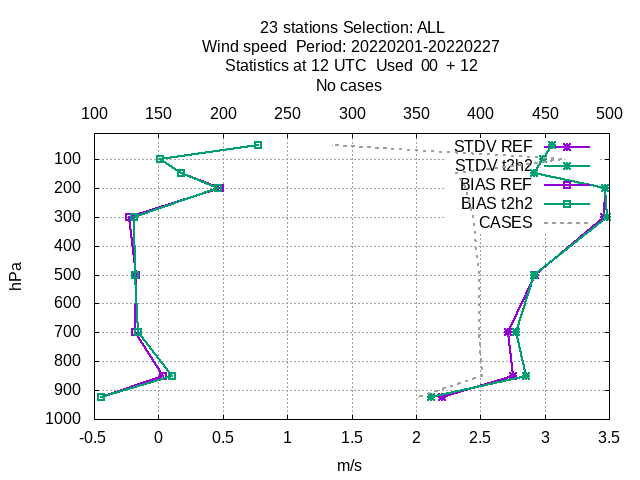 23 stations Selection: ALL
Wind speed  Period: 20220201-20220227
Statistics at 12 UTC  Used  00  + 12
No cases
100 150 200 250 300 350 400 450 500
STDV REF
STDV t2h2
BIAS REF
BIAS t2h2
CASES
100
200
300
400
500
600
700
800
900
1000
hPa
-0.5 0 0.5 1 1.5 2 2.5 3 3.5
m/s